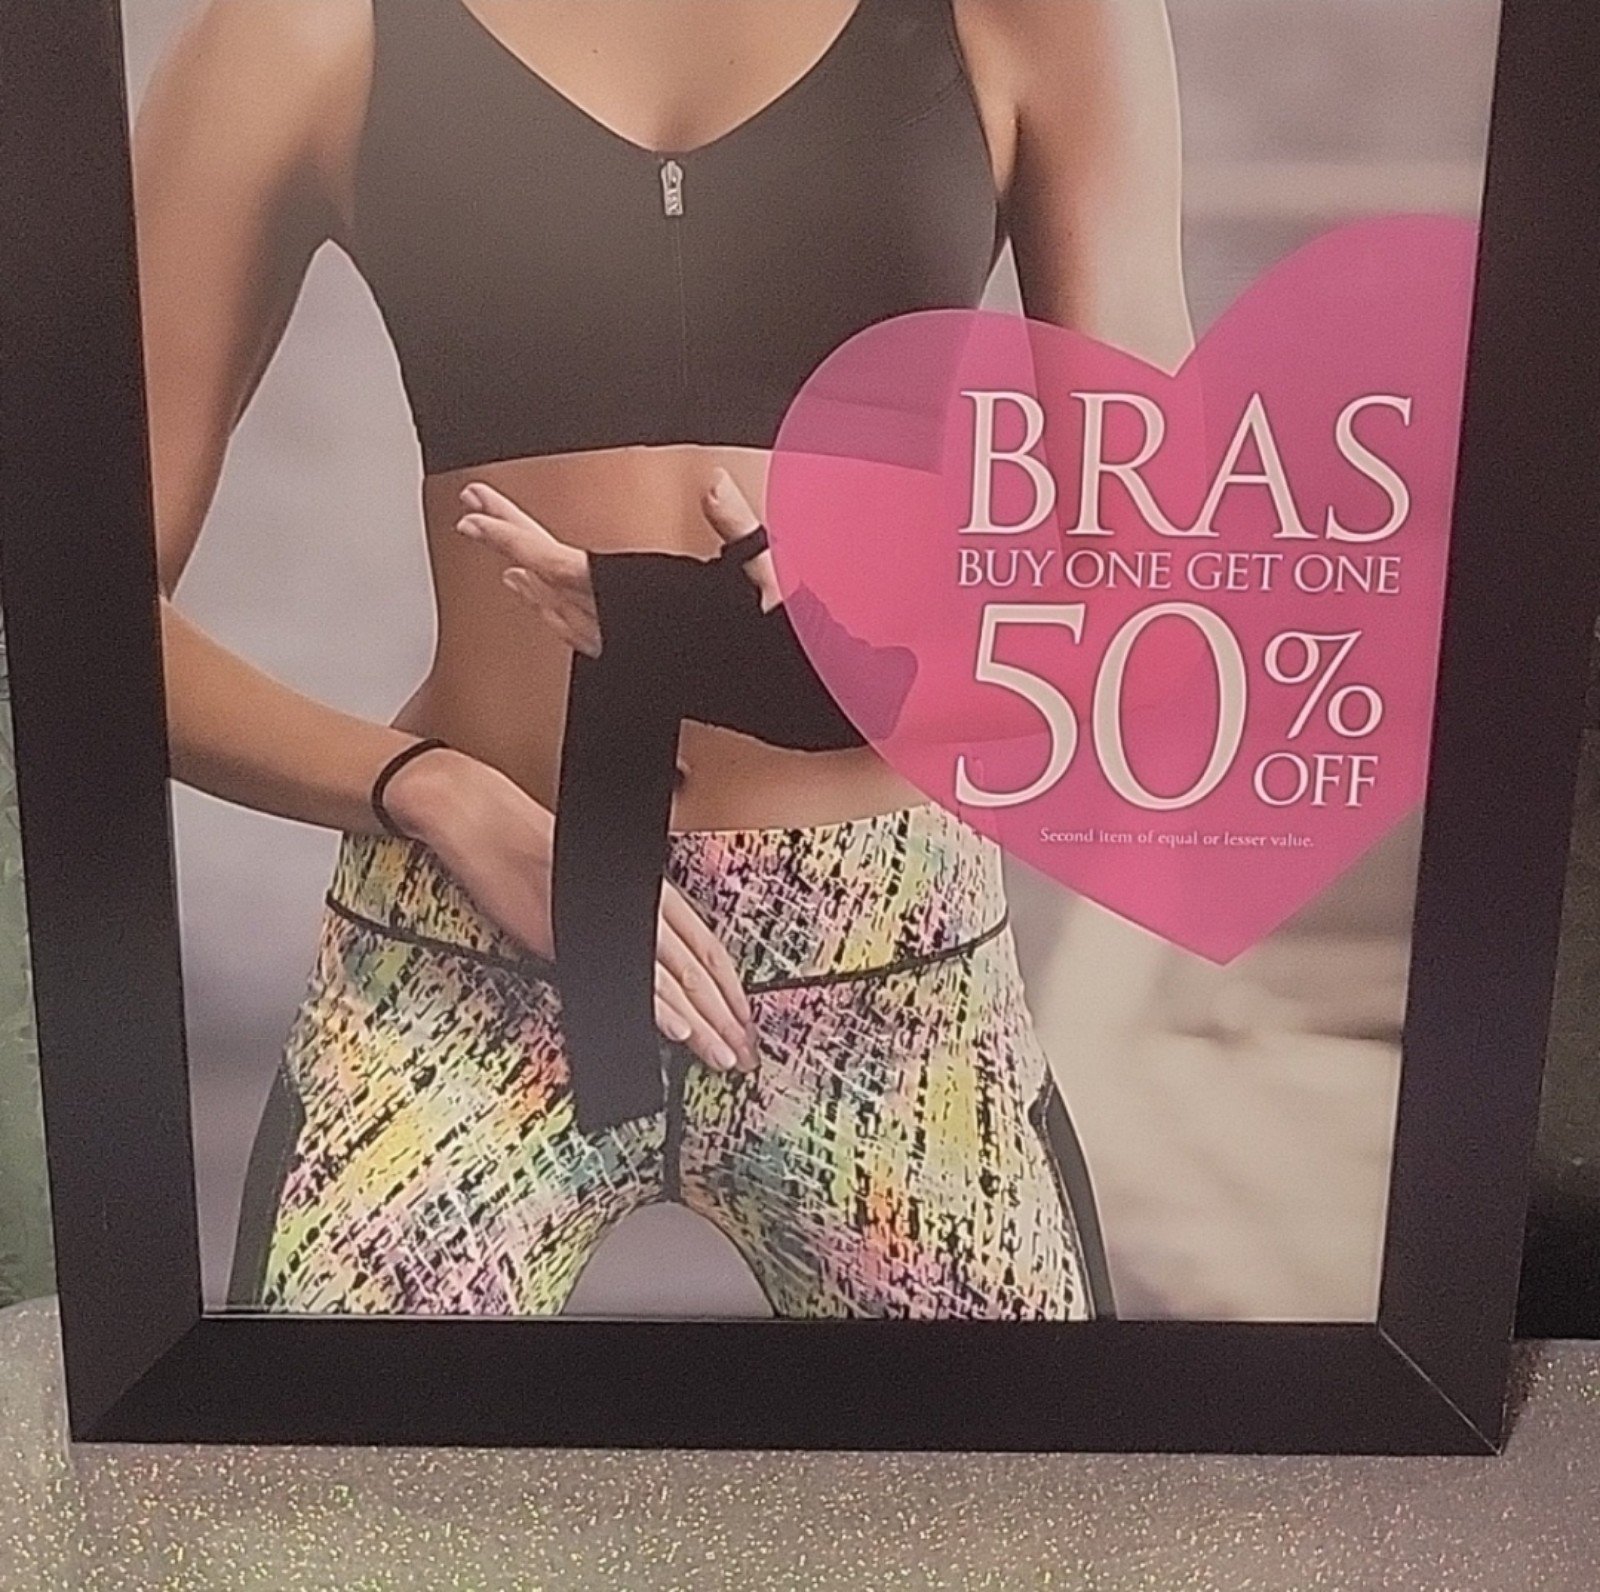 BRAS
BUY ONE GET ONE
50%
OFF
Second item of equal or lesser value.